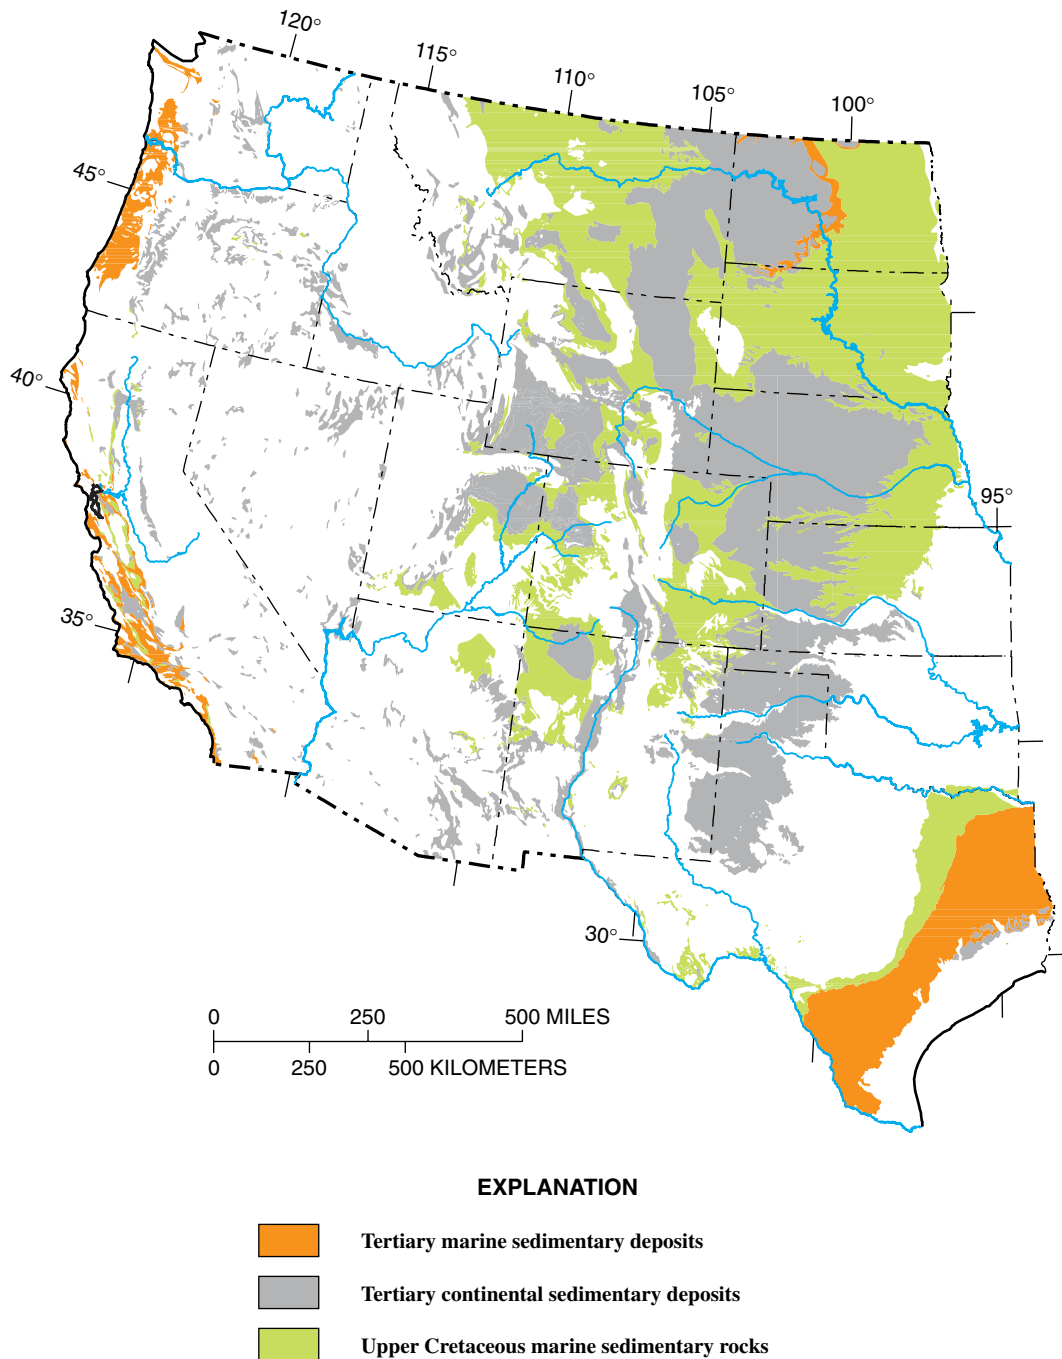 120°
115°
110°
105°
100°
45°
40°
95°
35°
30°
0 250 500 MILES
0 250 500 KILOMETERS
EXPLANATION
Tertiary marine sedimentary deposits
Tertiary continental sedimentary deposits
Upper Cretaceous marine sedimentary rocks